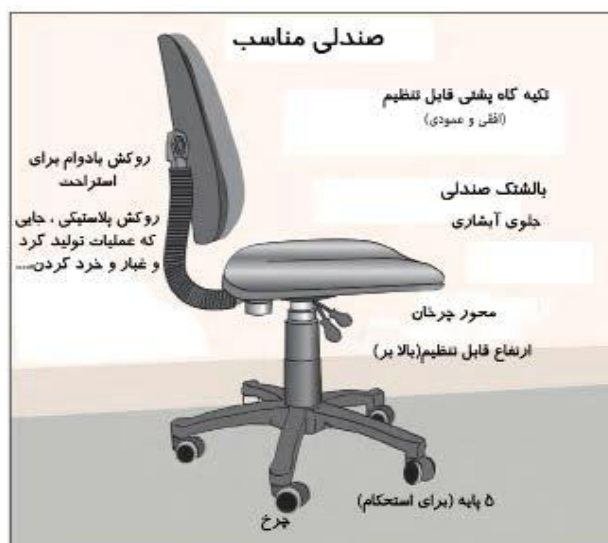 صندلی مناسب
تکیه گاه پشتی قابل تنظیم
(افقی و عمودی)
روکش بادوام برای
استراحت
بالشتک صندلی
جلوی آبشاری
روکش پلاستیکی ، جایی
که عملیات تولید گرد
و غبار و خرد کردن....
محور چرخان
ارتفاع قابل تنظیم(بالا بر)
۵ پایه (برای استحکام)
چرخ